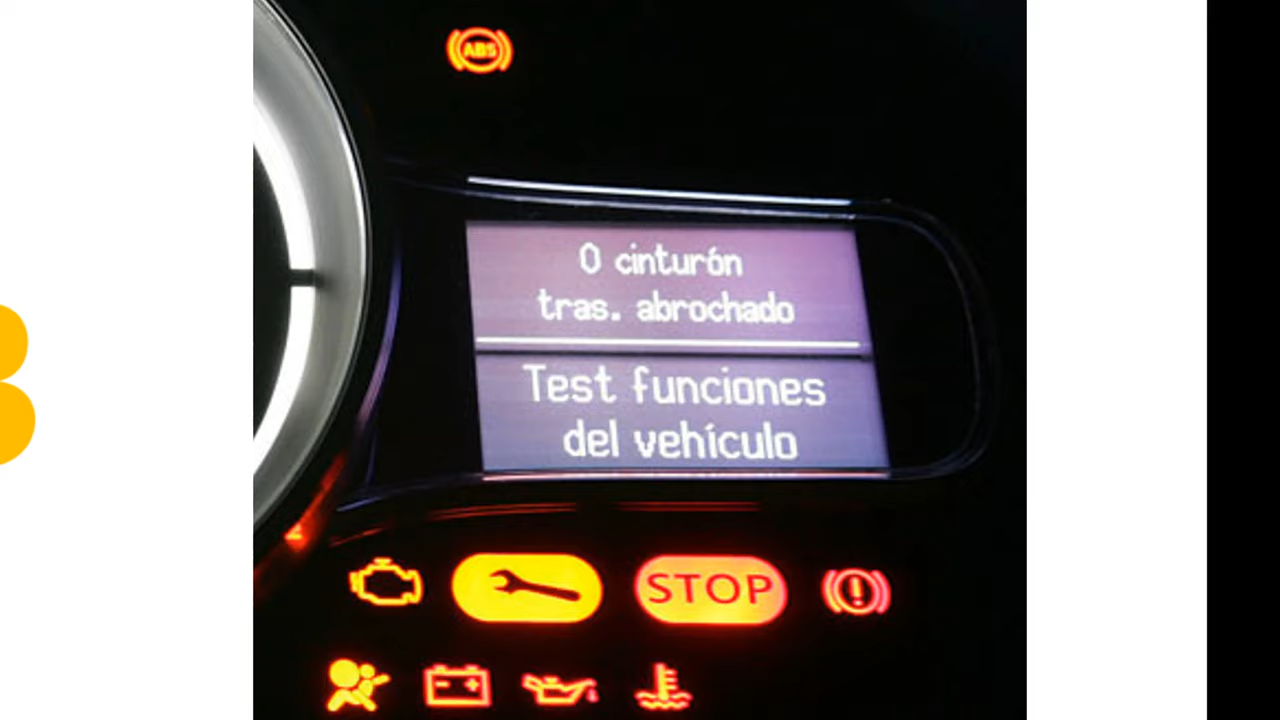 ABS
0 cinturón
tras. abrochado
Test funciones
del vehículo
STOP